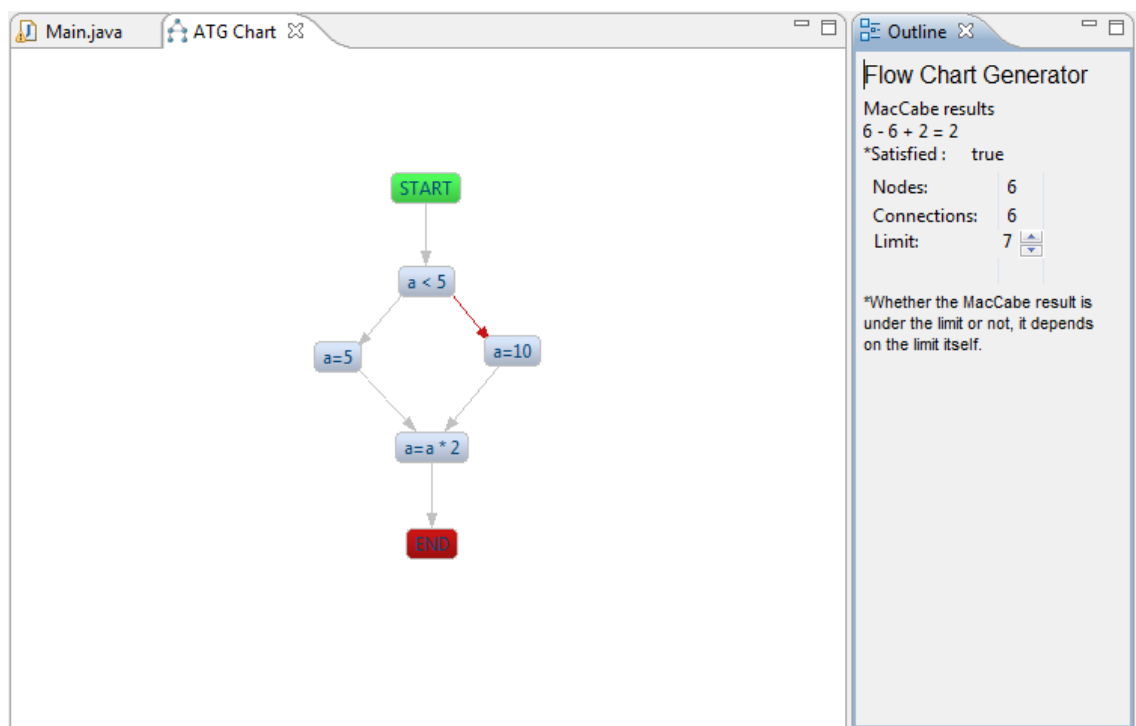 Main.java
ATG Chart
START
a < 5
a=5
a=10
a=a * 2
END
Outline
Flow Chart Generator
MacCabe results
6 - 6 + 2 = 2
*Satisfied : true
Nodes: 6
Connections: 6
Limit: 7
*Whether the MacCabe result is
under the limit or not, it depends
on the limit itself.